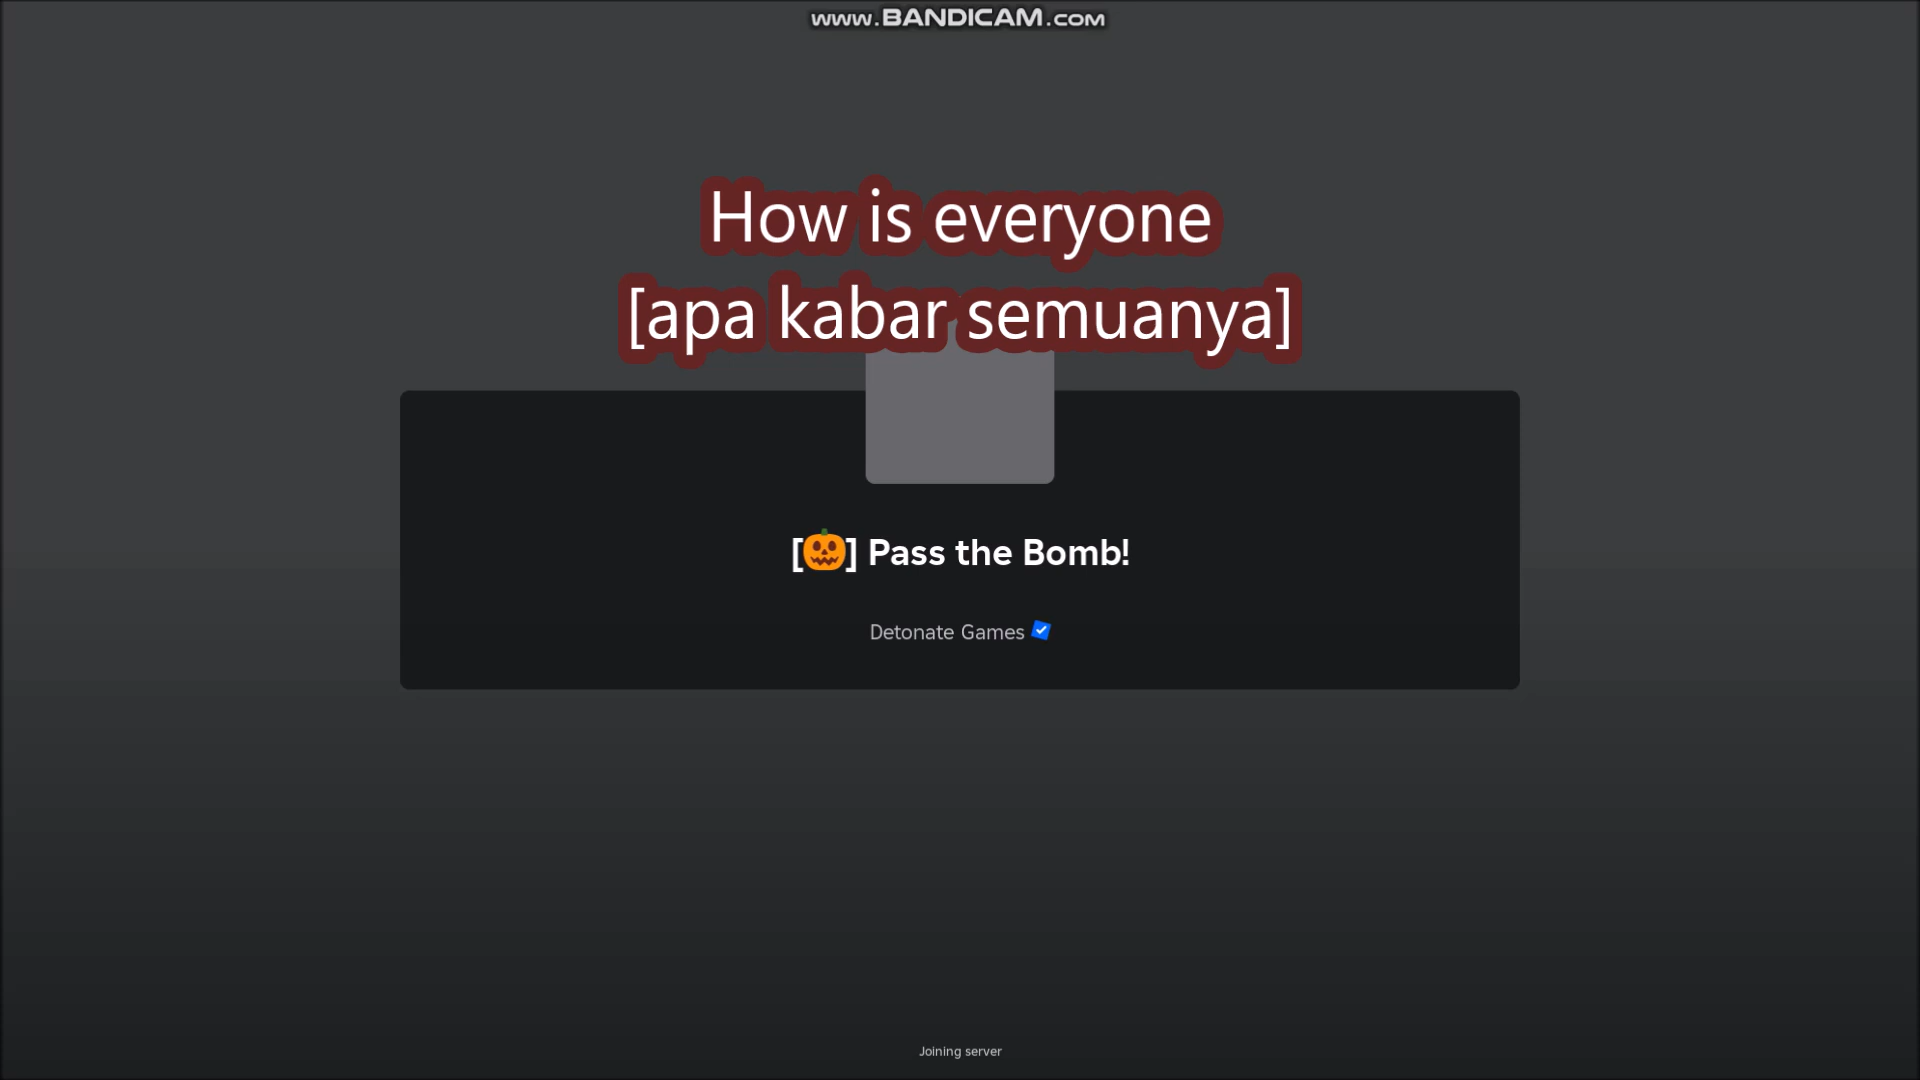 www.BANDICAM.com
How is everyone
[apa kabar semuanya]
[🎃] Pass the Bomb!
Detonate Games
Joining server